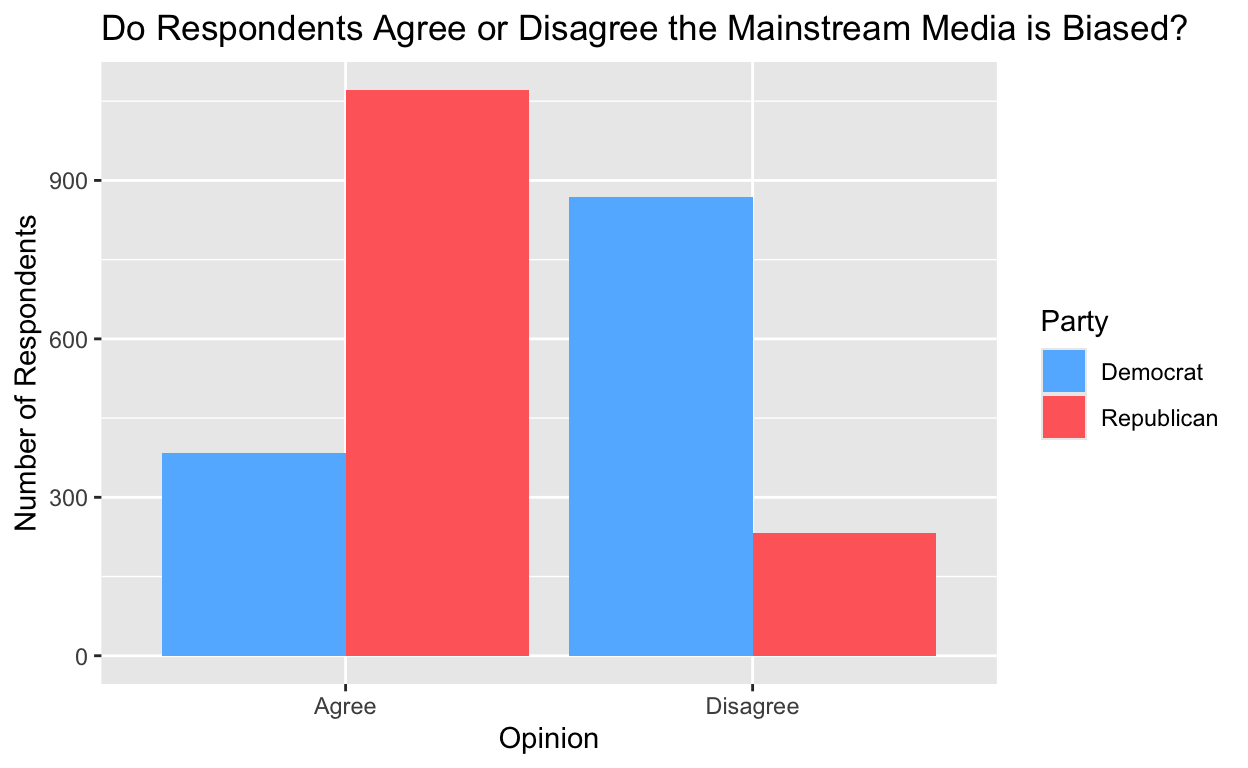 Do Respondents Agree or Disagree the Mainstream Media is Biased?
Number of Respondents
900
600
300
0
Agree
Disagree
Opinion
Party
Democrat
Republican